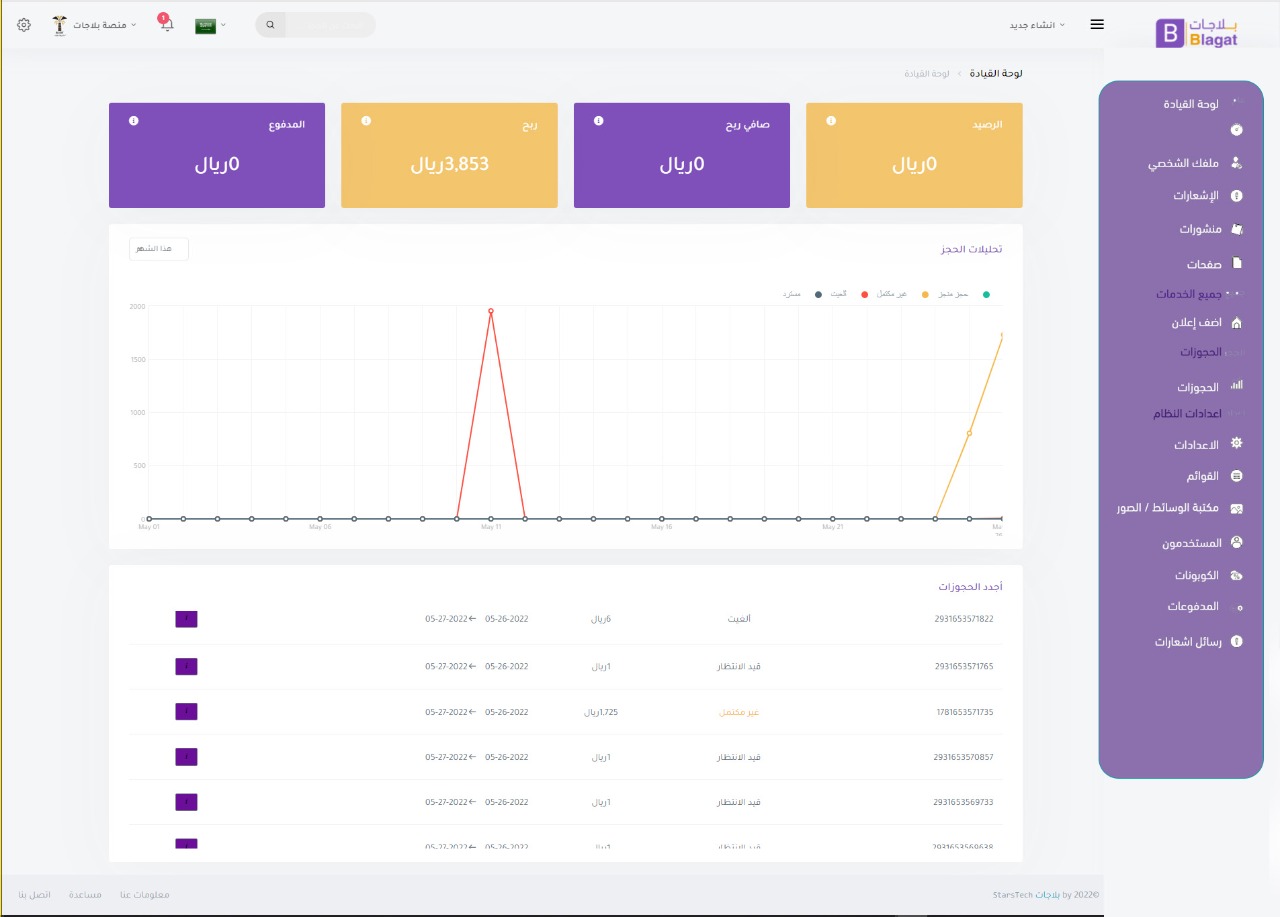 بلاجات
Blagat
B
انشاء جديد
منصة بلاجات
1
لوحة القيادة
ملفك الشخصي
الإشعارات
منشورات
صفحات
جميع الخدمات
اضف إعلان
الحجوزات
الحجوزات
اعدادات النظام
الاعدادات
القوائم
مكتبة الوسائط / الصور
المستخدمون
الكوبونات
المدفوعات
رسائل اشعارات
لوحة القيادة > لوحة القيادة
الرصيد
0ريال
صافي ربح
0ريال
ربح
3,853ريال
المدفوع
0ريال
تحليلات الحجز
هذا الشهر
حجز منجز غير مكتمل ألغيت مسترد
2000
1500
1000
500
0
May 01 May 06 May 11 May 16 May 21
أجدد الحجوزات
2931653571822 ألغيت 6ريال 05-26-2022 ← 05-27-2022
2931653571765 قيد الانتظار 1ريال 05-26-2022 ← 05-27-2022
1781653571735 غير مكتمل 1,725ريال 05-26-2022 ← 05-27-2022
2931653570857 قيد الانتظار 1ريال 05-26-2022 ← 05-27-2022
2931653569733 قيد الانتظار 1ريال 05-26-2022 ← 05-27-2022
2931653569638 قيد الانتظار 1ريال 05-26-2022 ← 05-27-2022
©2022 by بلاجات StarsTech
معلومات عنا مساعدة اتصل بنا